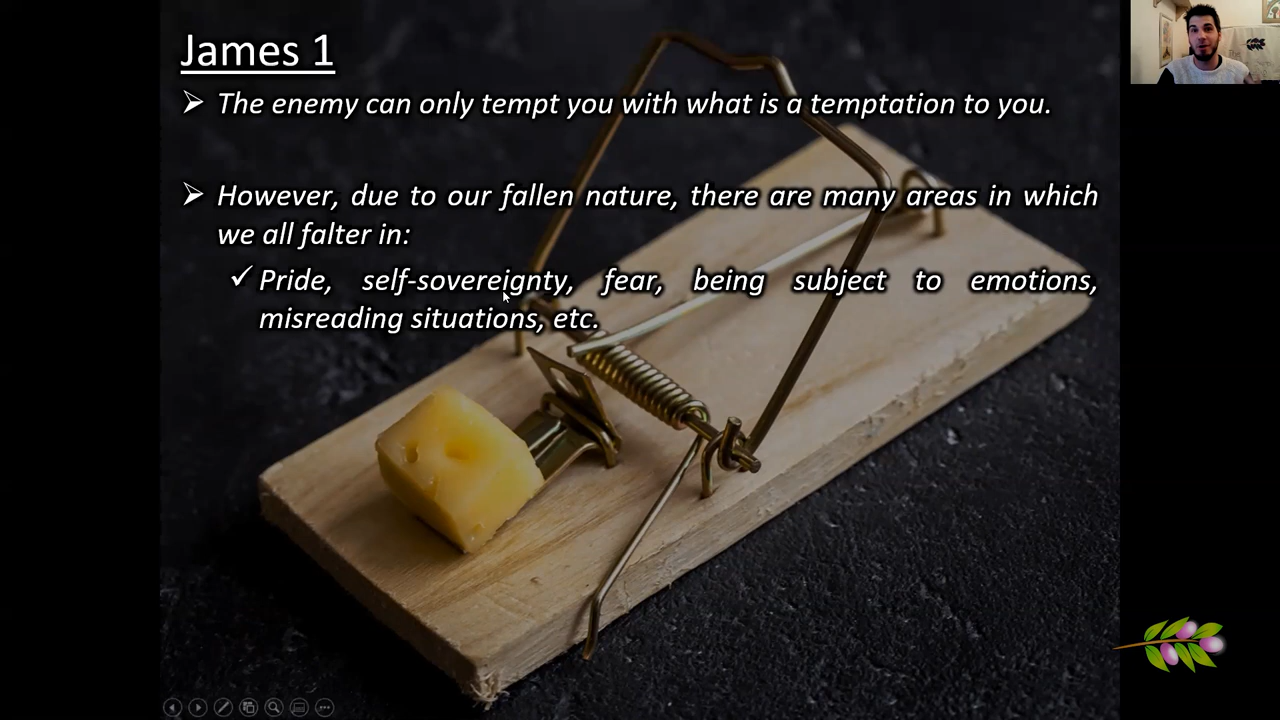 James 1
The enemy can only tempt you with what is a temptation to you.
However, due to our fallen nature, there are many areas in which
we all falter in:
Pride, self-sovereignty, fear, being subject to emotions,
misreading situations, etc.